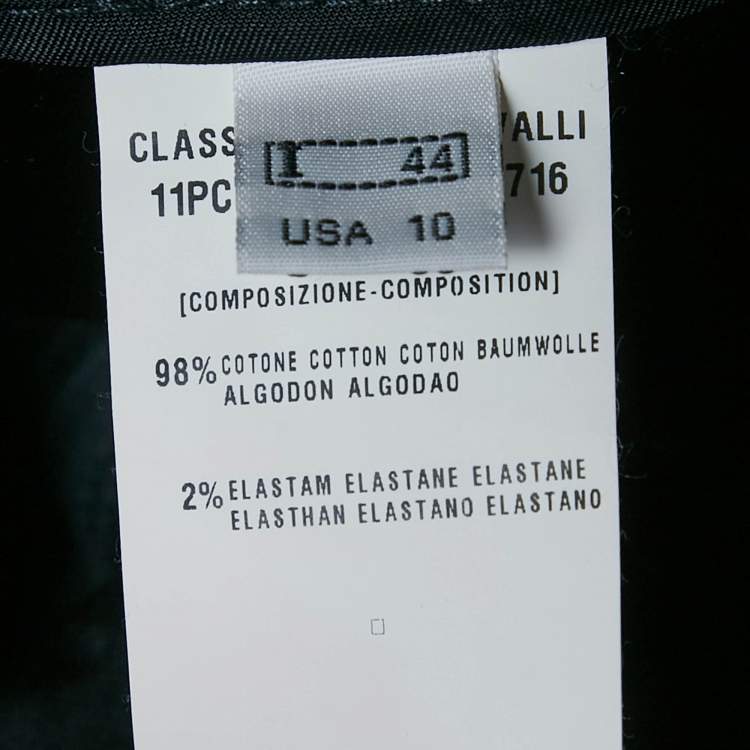 CLASS VALLI
I 44
11PC 716
USA 10
[COMPOSIZIONE-COMPOSITION]
98% COTONE COTTON COTON BAUMWOLLE
ALGODON ALGODAO
2% ELASTAM ELASTANE ELASTANE
ELASTHAN ELASTANO ELASTANO